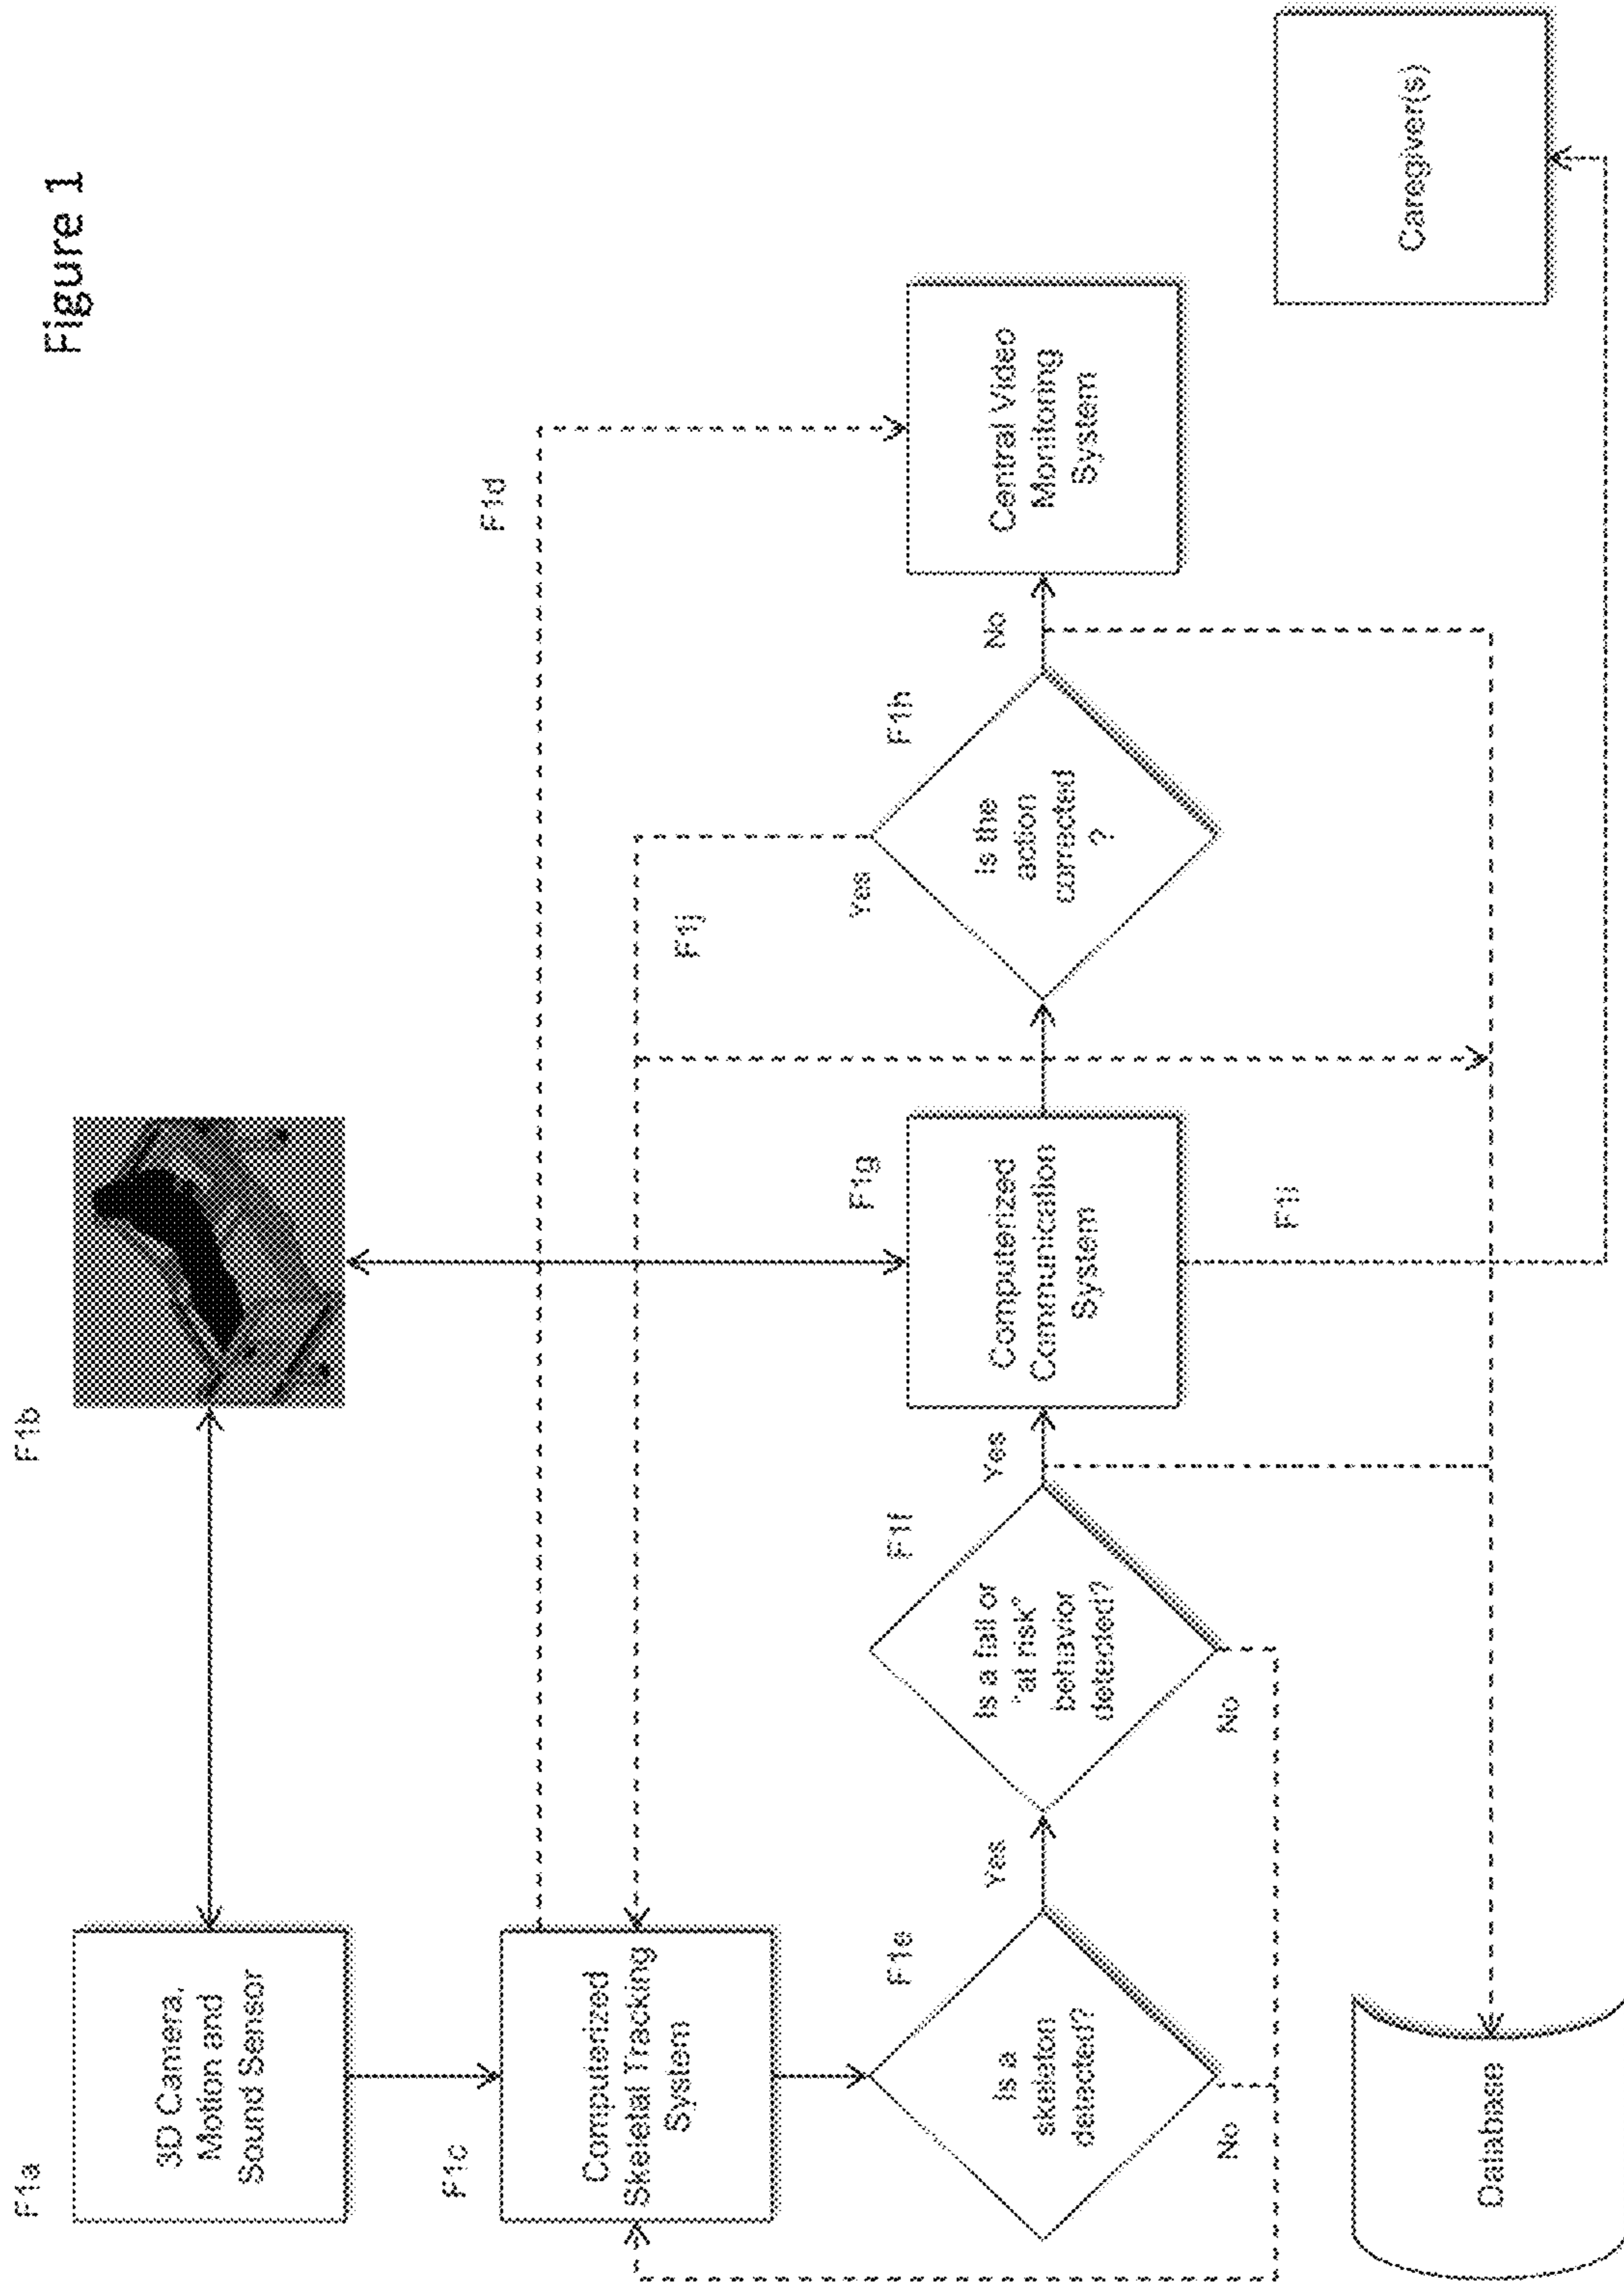 Figure 1
F1a
3D Camera,
Motion and
Sound Sensor
F1b
F1c
Computerized
Skeletal Tracking
System
F1d
F1e
Is a
skeleton
detected?
Yes
No
F1f
Is a fall or
"at risk"
behavior
detected?
Yes
No
F1g
Computerized
Communication
System
F1h
Is the
action
corrected
?
Yes
No
F1j
Central Video
Monitoring
System
F1i
Caregiver(s)
Database